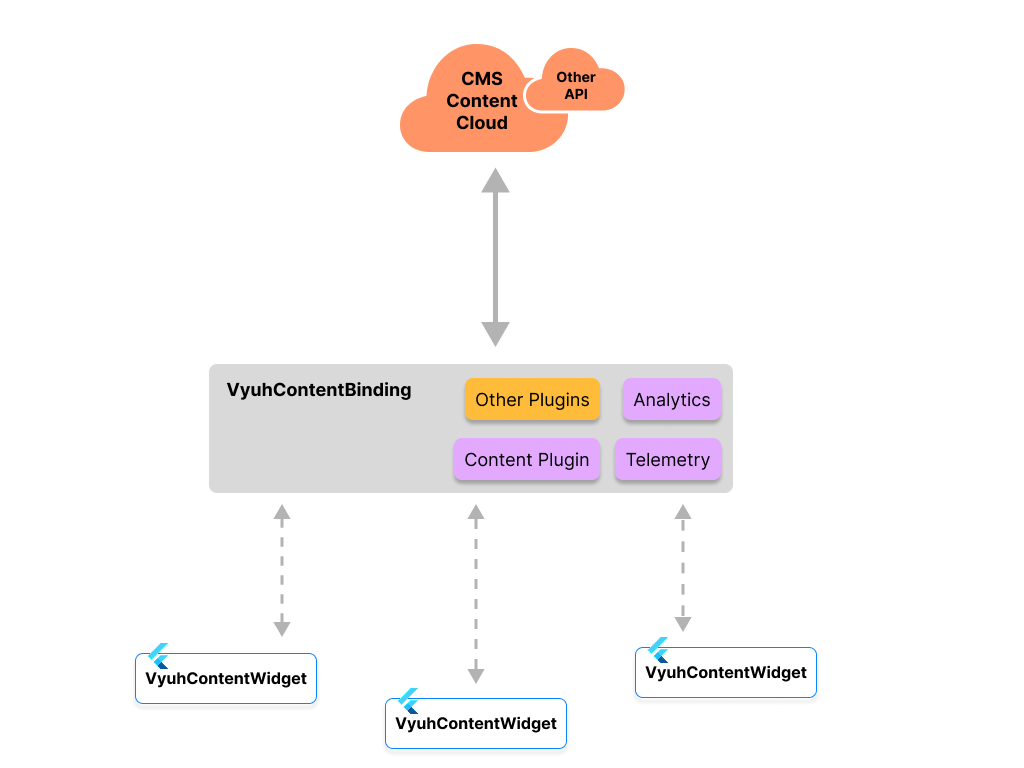 CMS
Content
Cloud
Other
API
VyuhContentBinding
Other Plugins
Analytics
Content Plugin
Telemetry
VyuhContentWidget
VyuhContentWidget
VyuhContentWidget